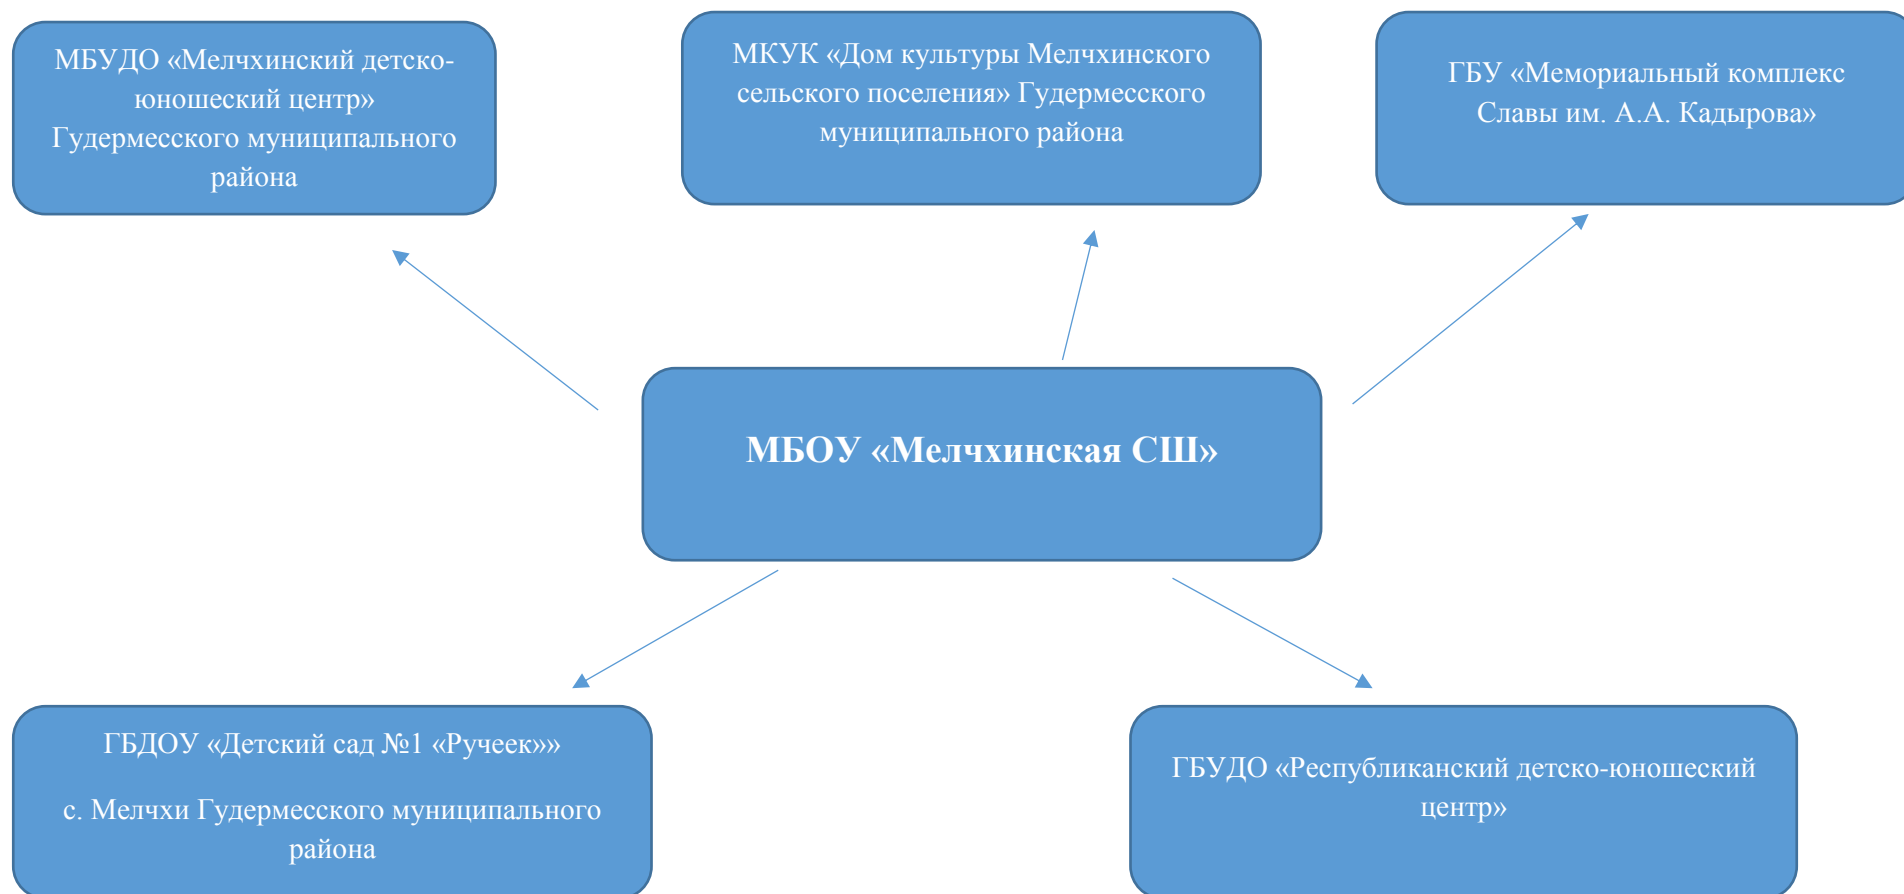 МБУДО «Мелчхинский детско-
юношеский центр»
Гудермесского муниципального
района
МКУК «Дом культуры Мелчхинского
сельского поселения» Гудермесского
муниципального района
ГБУ «Мемориальный комплекс
Славы им. А.А. Кадырова»
МБОУ «Мелчхинская СШ»
ГБДОУ «Детский сад №1 «Ручеек»»
с. Мелчхи Гудермесского муниципального
района
ГБУДО «Республиканский детско-юношеский
центр»